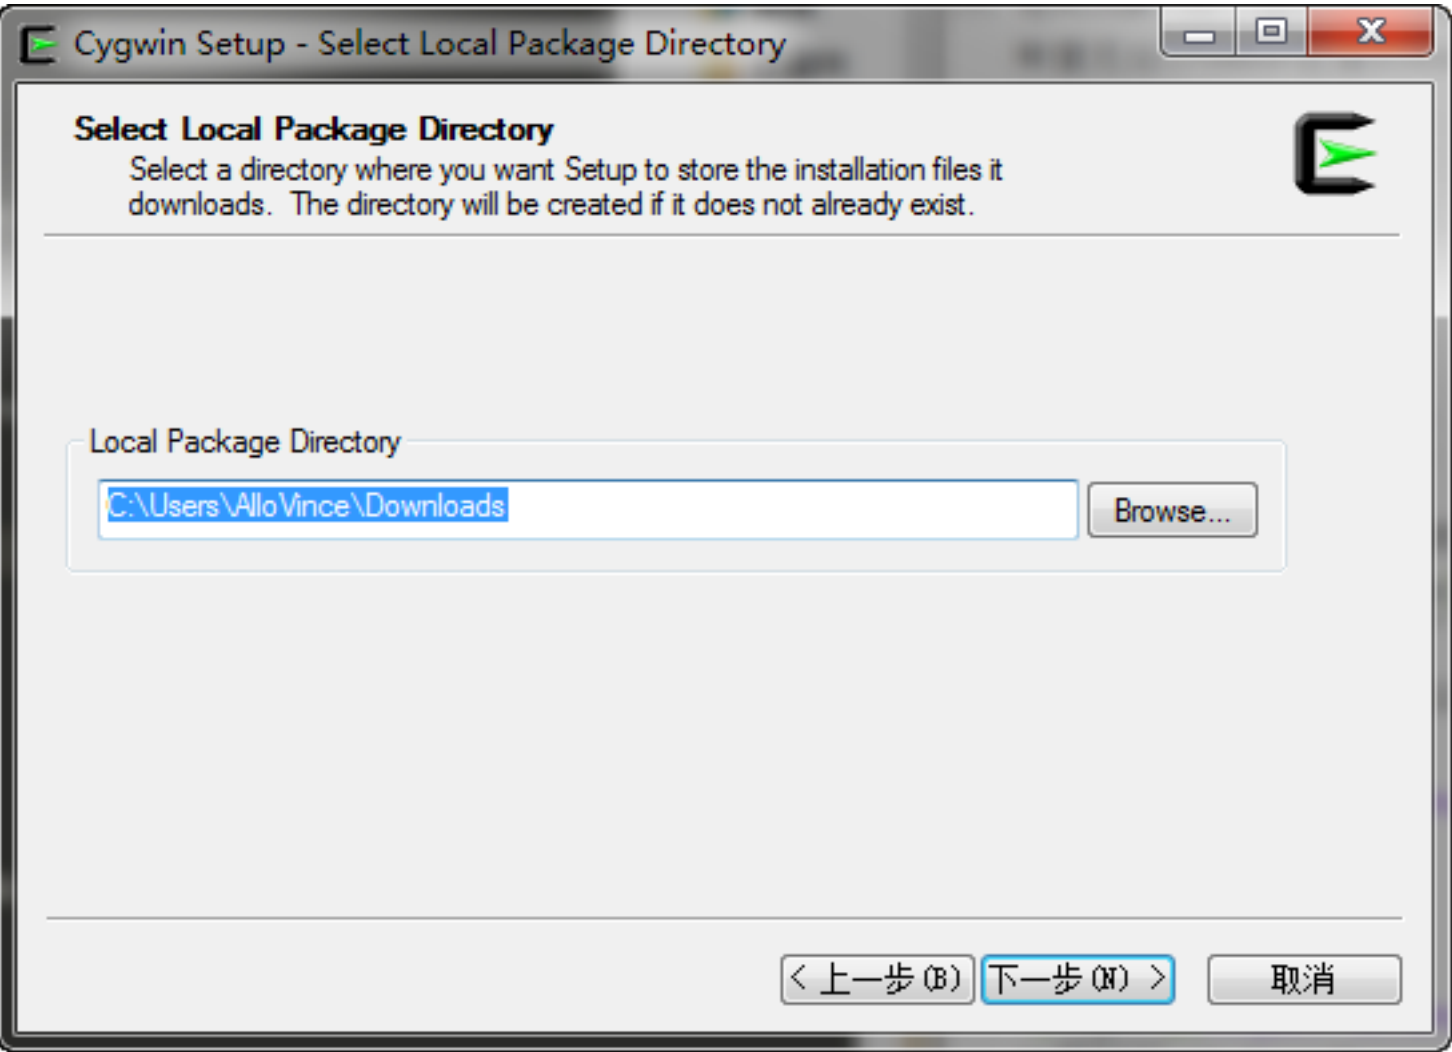 Cygwin Setup - Select Local Package Directory
Select Local Package Directory
Select a directory where you want Setup to store the installation files it
downloads.  The directory will be created if it does not already exist.
Local Package Directory
C:\Users\AlloVince\Downloads
Browse...
< 上一步(B)
下一步(N) >
取消